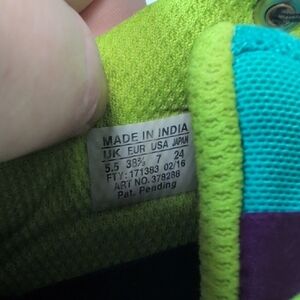 MADE IN INDIA
UK EUR USA JAPAN
5.5 38⅔ 7 24
FTY: 171383 02/16
ART NO. 378286
Pat. Pending